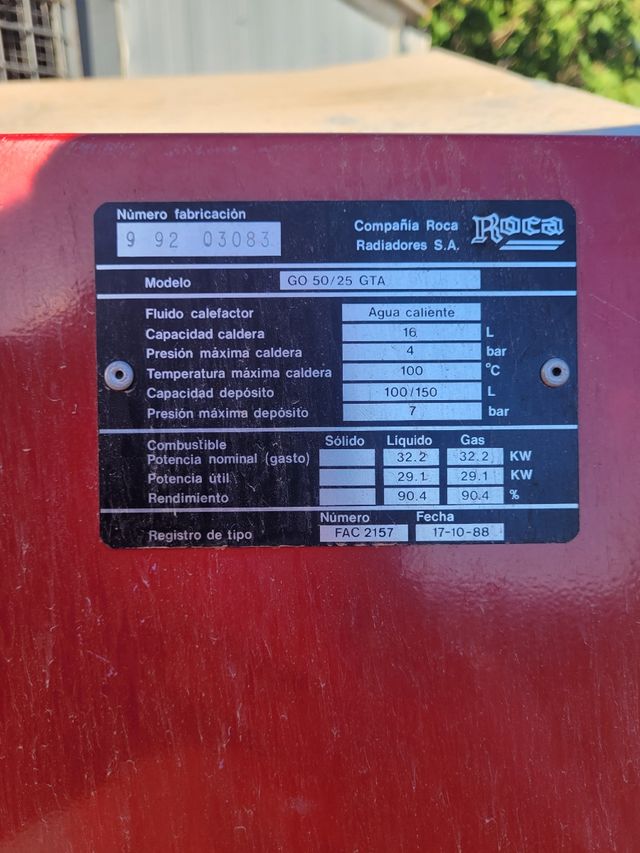 Número fabricación
9 92 03083
Compañia Roca
Radiadores S.A.
Roca
Modelo GO 50/25 GTA
Fluido calefactor Agua caliente
Capacidad caldera 16 L
Presión máxima caldera 4 bar
Temperatura máxima caldera 100 °C
Capacidad depósito 100/150 L
Presión máxima depósito 7 bar
Combustible Sólido Líquido Gas
Potencia nominal (gasto) 32.2 32.2 KW
Potencia útil 29.1 29.1 KW
Rendimiento 90.4 90.4 %
Número Fecha
Registro de tipo FAC 2157 17-10-88